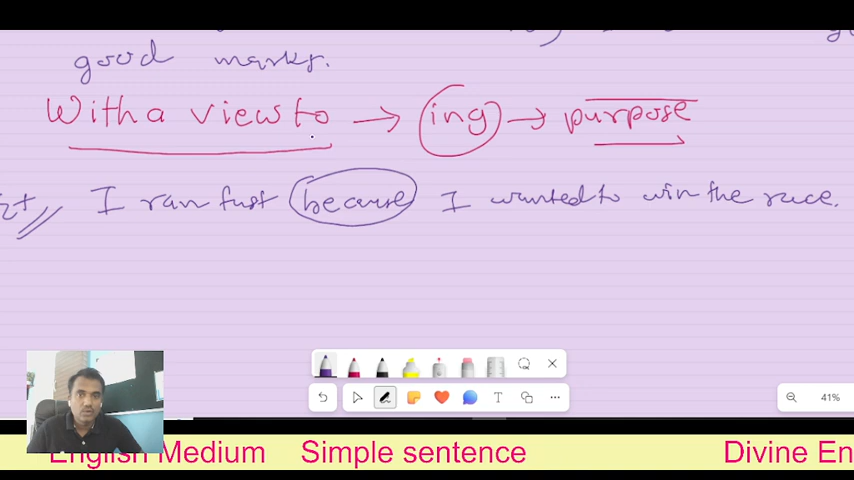 good marks.
With a view to → ing → purpose
I ran fast because I wanted to win the race.
41%
English Medium Simple sentence Divine En